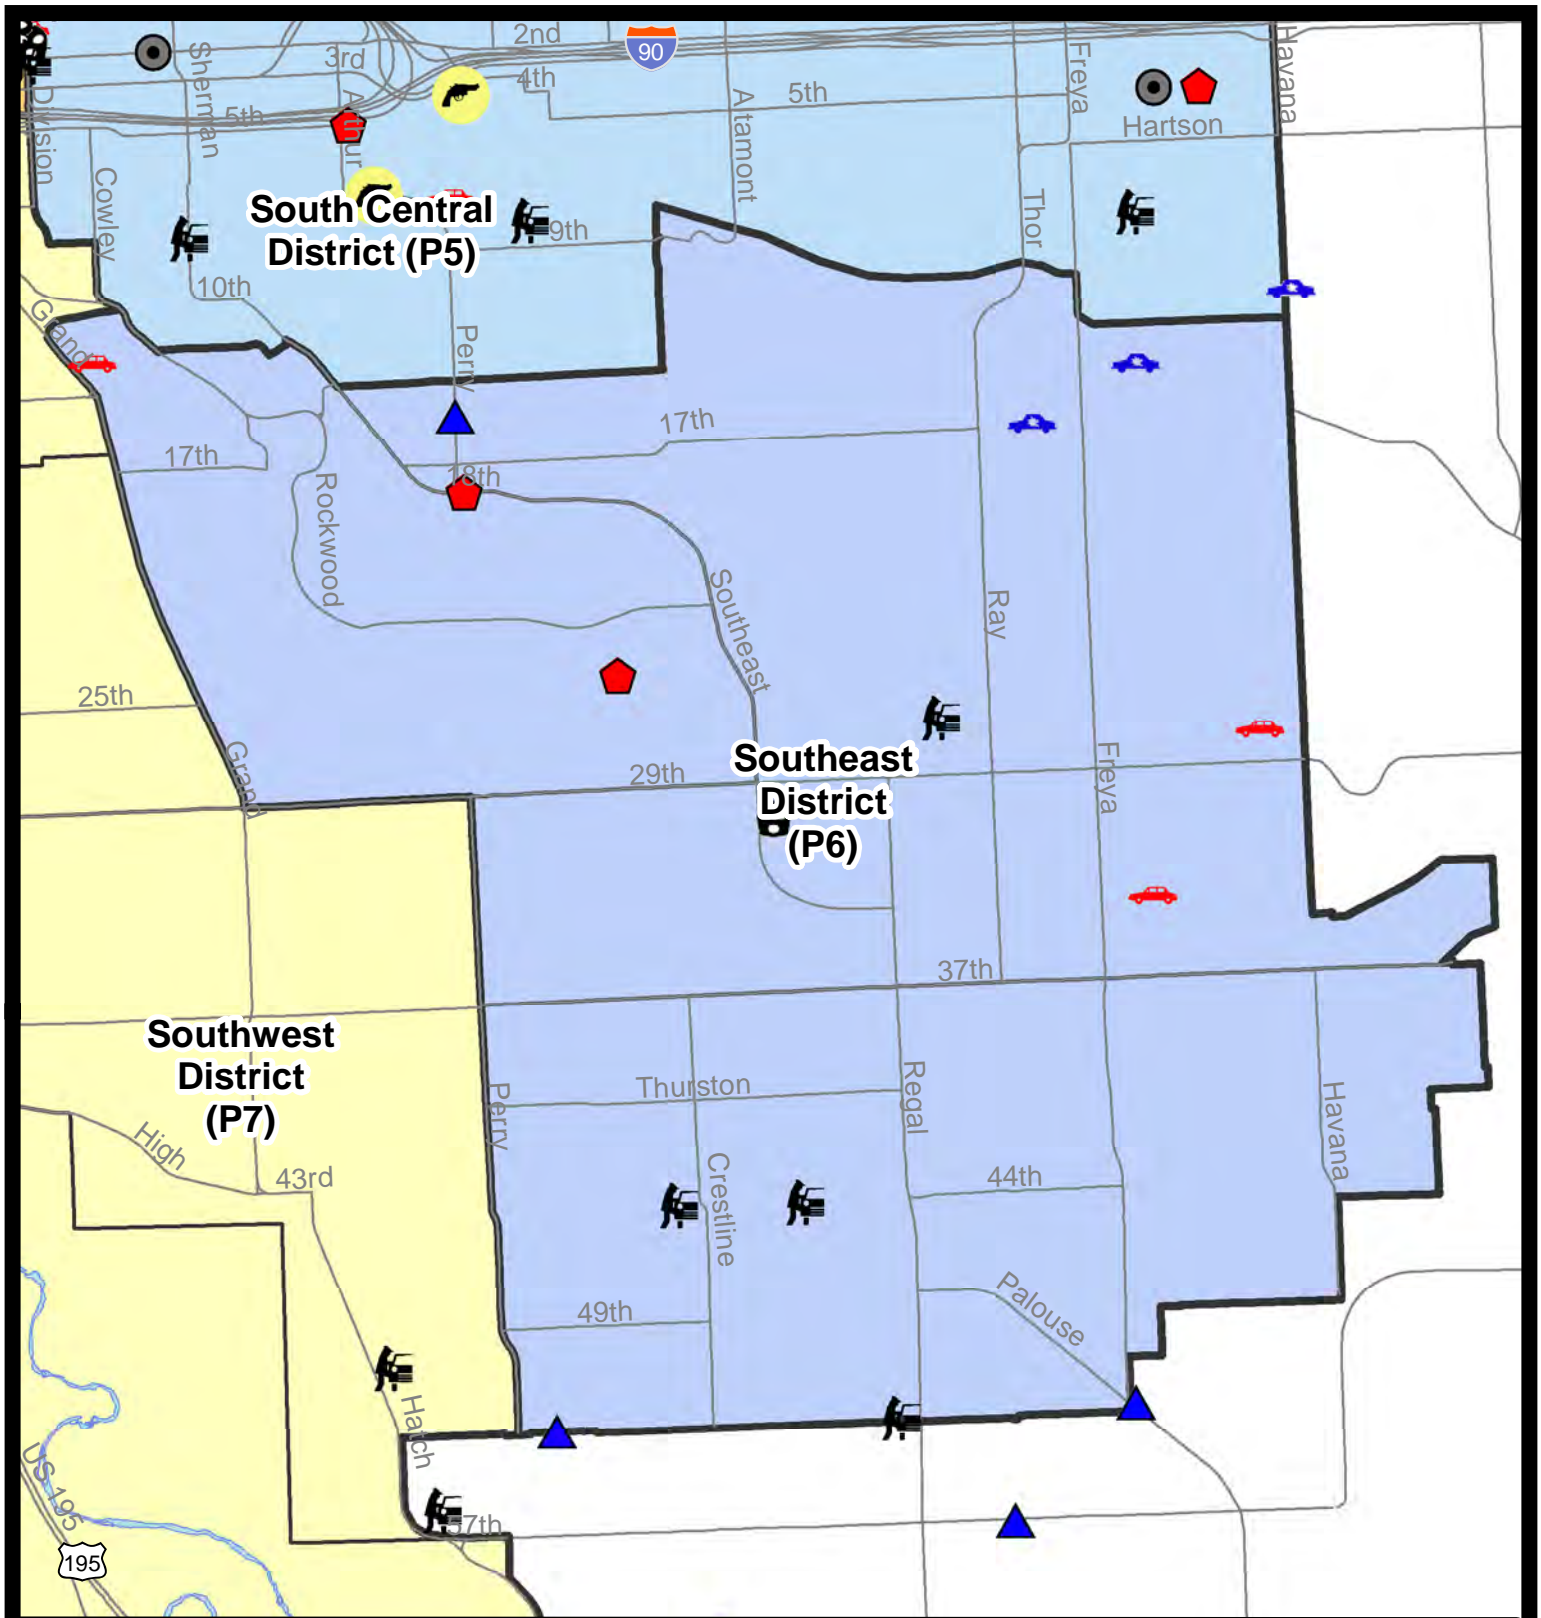 2nd
90
3rd
4th
5th
5th
Sherman
Arthur
Altamont
Freya
Havana
Division
Hartson
Cowley
South Central
District (P5)
9th
Thor
10th
Grand
Perry
17th
17th
18th
Rockwood
Southeast
Ray
25th
Grand
29th
Southeast
District
(P6)
Freya
37th
Southwest
District
(P7)
Perry
Thurston
Regal
Havana
High
43rd
Crestline
44th
49th
Palouse
Hatch
US 195
57th
195